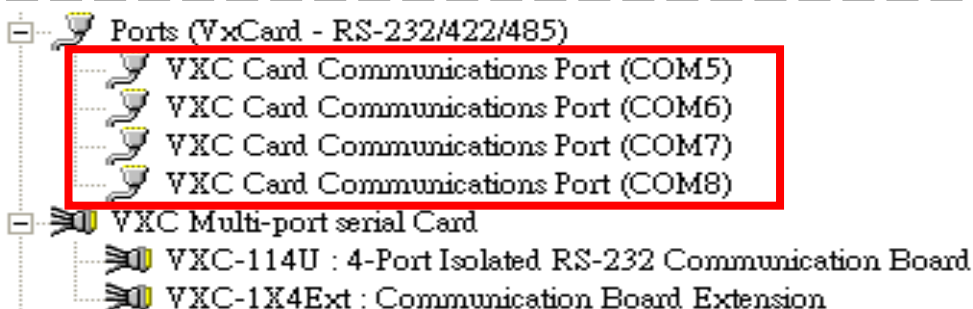 Ports (VxCard - RS-232/422/485)
VXC Card Communications Port (COM5)
VXC Card Communications Port (COM6)
VXC Card Communications Port (COM7)
VXC Card Communications Port (COM8)
VXC Multi-port serial Card
VXC-114U : 4-Port Isolated RS-232 Communication Board
VXC-1X4Ext : Communication Board Extension